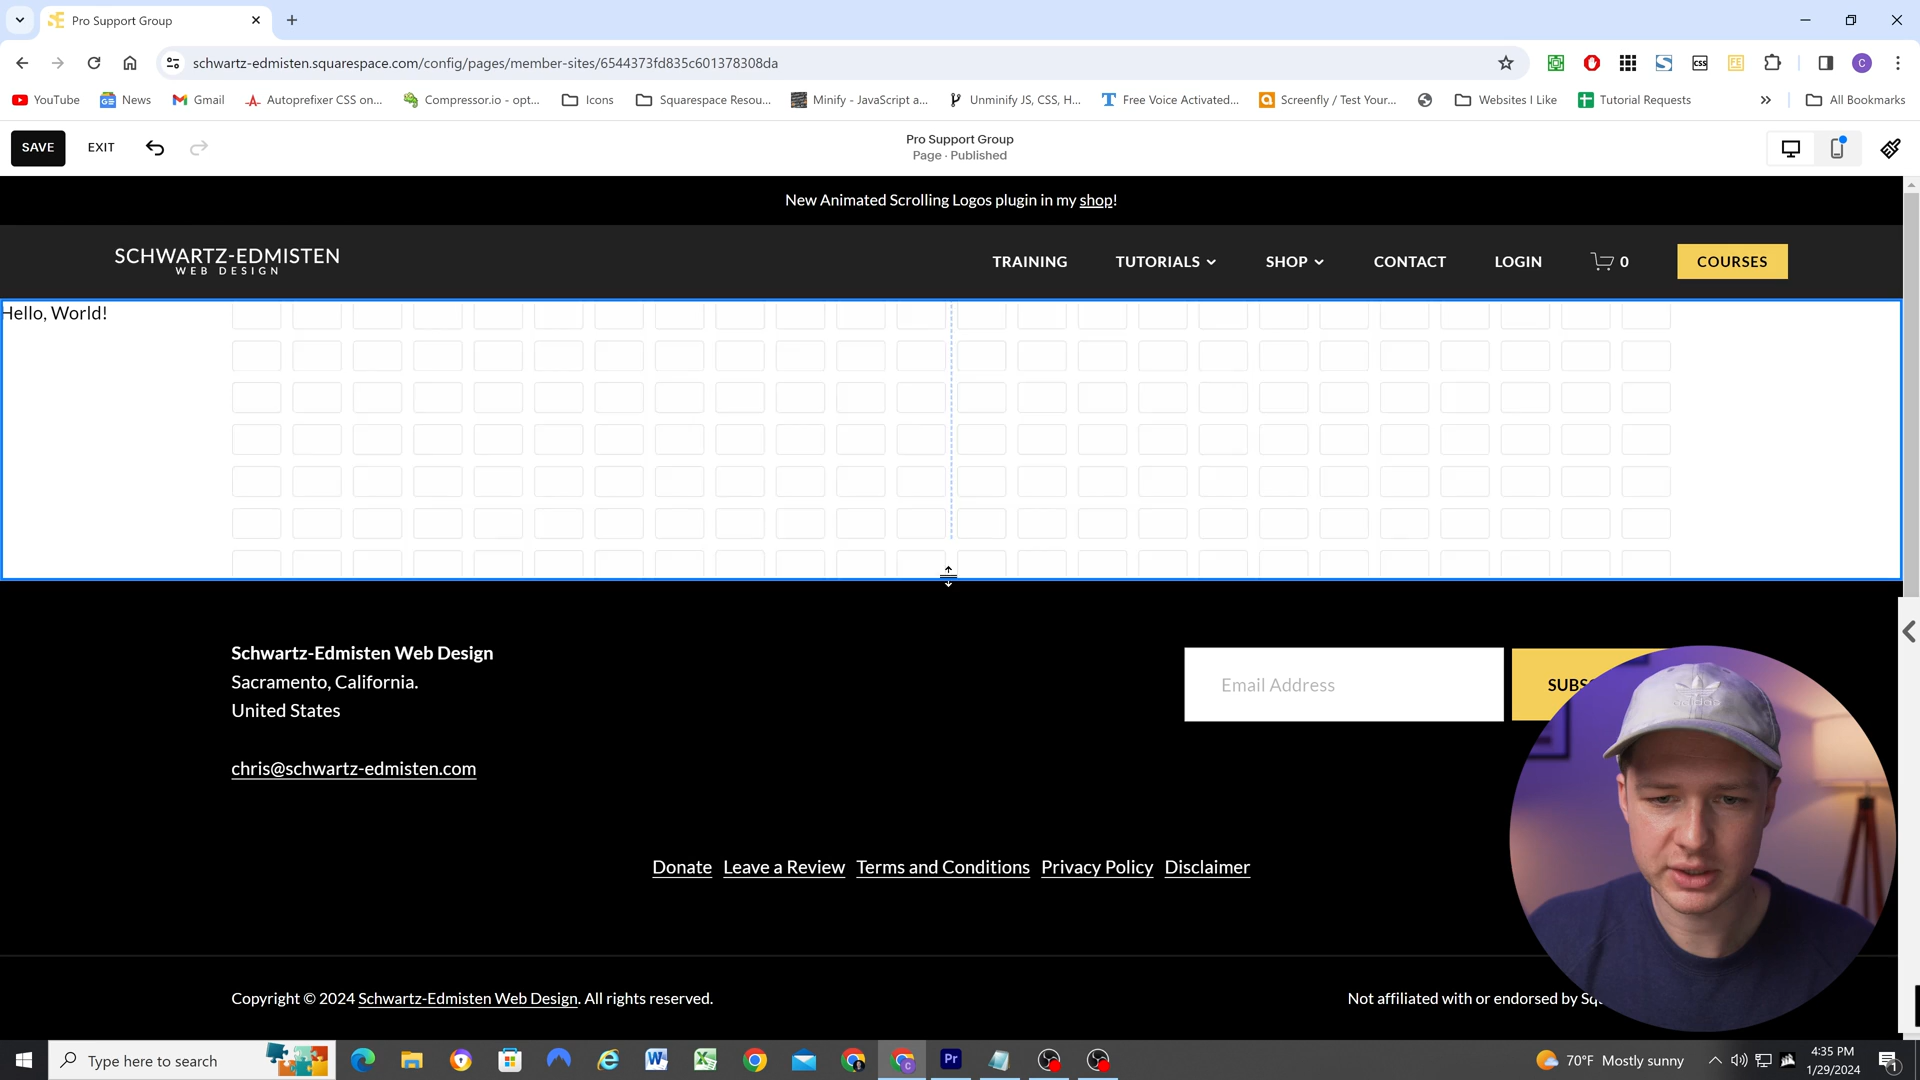 Pro Support Group
schwartz-edmisten.squarespace.com/config/pages/member-sites/6544373fd835c601378308da
YouTube
News
Gmail
Autoprefixer CSS on...
Compressor.io - opt...
Icons
Squarespace Resou...
Minify - JavaScript a...
Unminify JS, CSS, H...
Free Voice Activated...
Screenfly / Test Your...
Websites I Like
Tutorial Requests
All Bookmarks
SAVE
EXIT
Pro Support Group
Page · Published
New Animated Scrolling Logos plugin in my shop!
SCHWARTZ-EDMISTEN
WEB DESIGN
TRAINING
TUTORIALS
SHOP
CONTACT
LOGIN
0
COURSES
Hello, World!
Schwartz-Edmisten Web Design
Sacramento, California.
United States
chris@schwartz-edmisten.com
Email Address
Donate Leave a Review Terms and Conditions Privacy Policy Disclaimer
Copyright © 2024 Schwartz-Edmisten Web Design. All rights reserved.
Not affiliated with or endorsed by
Type here to search
70°F Mostly sunny
4:35 PM
1/29/2024